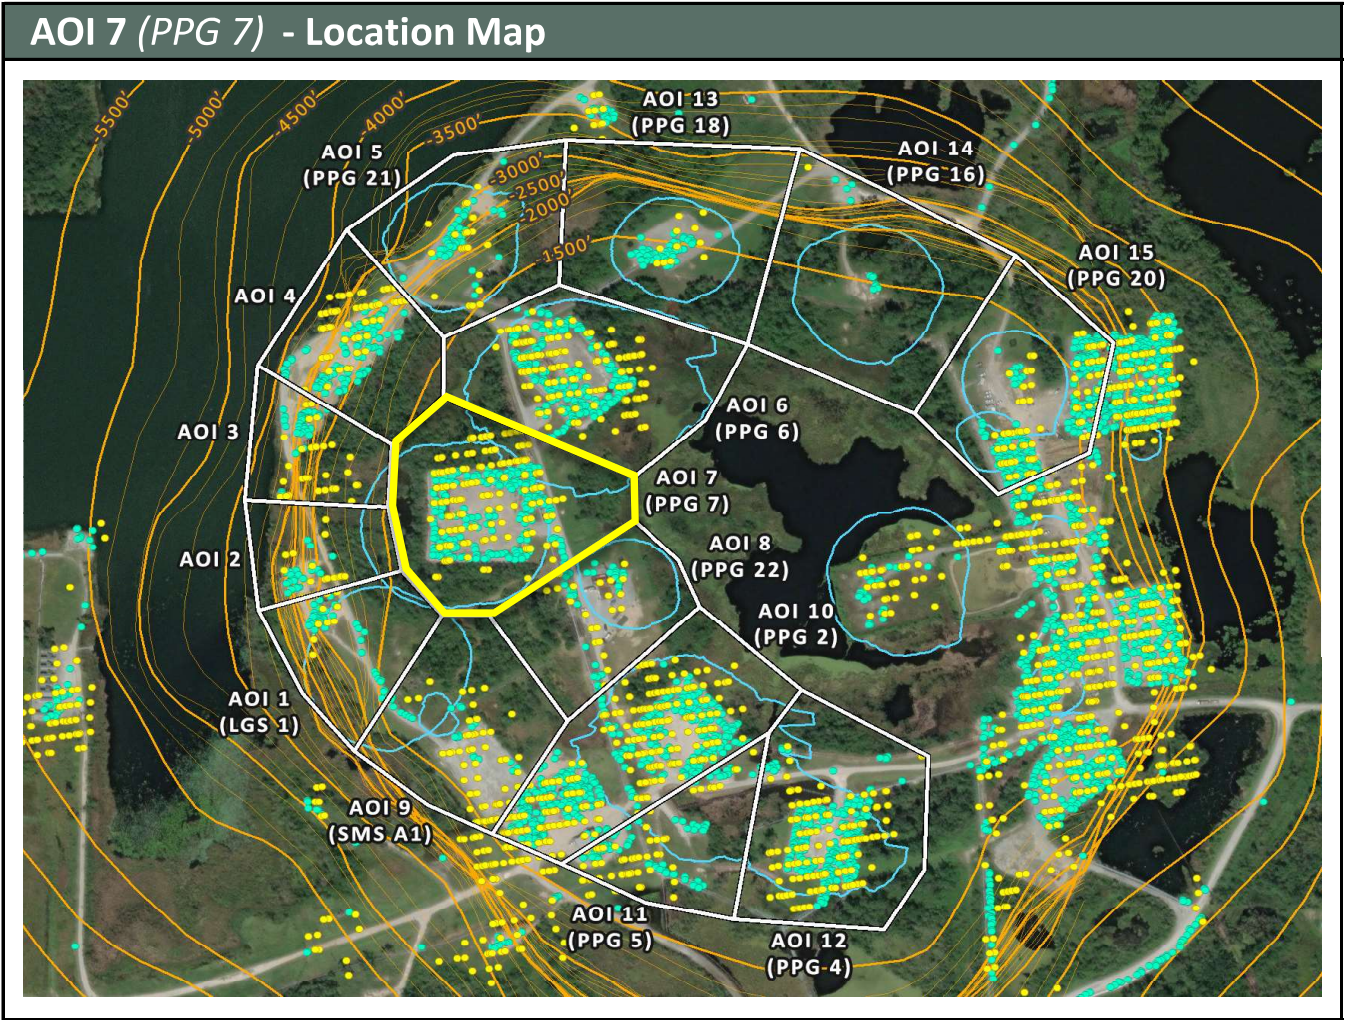 AOI 7 (PPG 7) - Location Map
-5500'
-5000'
-4500'
-4000'
-3500'
-3000'
-2500'
-2000'
-1500'
AOI 13
(PPG 18)
AOI 5
(PPG 21)
AOI 14
(PPG 16)
AOI 15
(PPG 20)
AOI 4
AOI 3
AOI 6
(PPG 6)
AOI 7
(PPG 7)
AOI 2
AOI 8
(PPG 22)
AOI 10
(PPG 2)
AOI 1
(LGS 1)
AOI 9
(SMS A1)
AOI 11
(PPG 5)
AOI 12
(PPG 4)